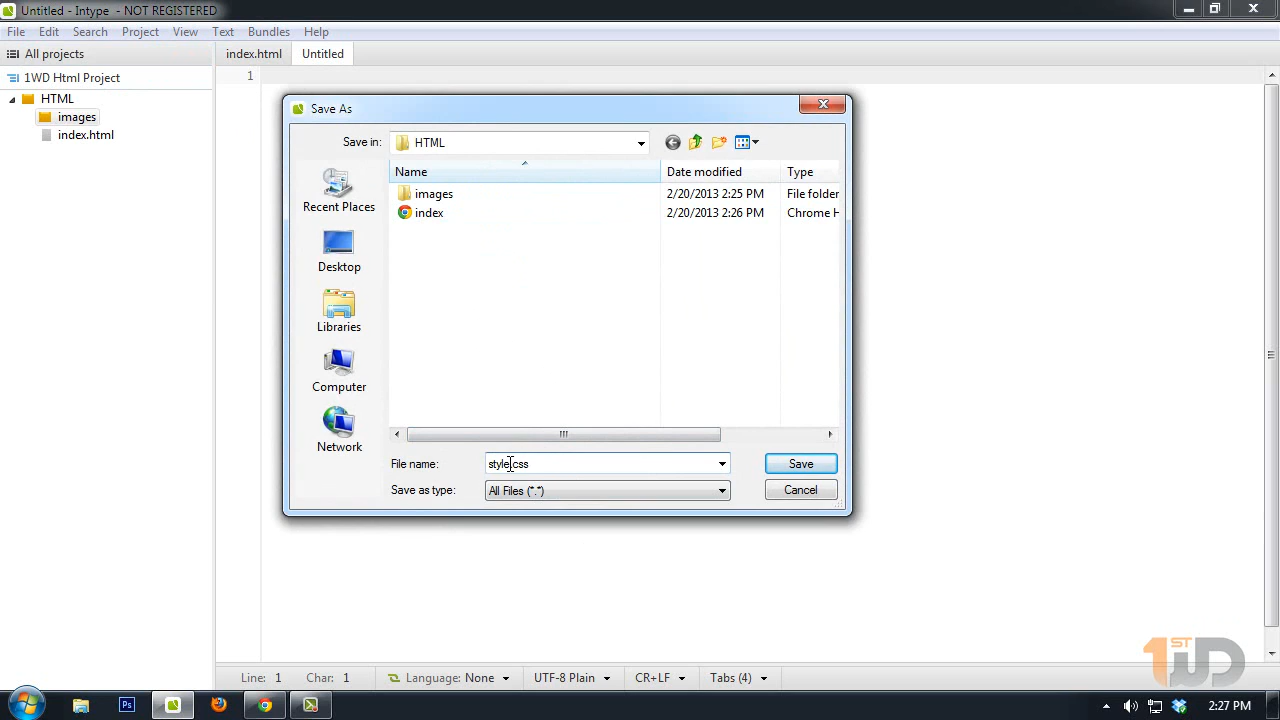 Untitled - Intype - NOT REGISTERED
File Edit Search Project View Text Bundles Help
All projects
index.html Untitled
1WD Html Project
1
HTML
images
index.html
Save As
Save in: HTML
Name Date modified Type
images 2/20/2013 2:25 PM File folder
index 2/20/2013 2:26 PM Chrome H
Recent Places
Desktop
Libraries
Computer
Network
File name: style.css Save
Save as type: All Files (*.*) Cancel
1ST WD
Line: 1 Char: 1 Language: None UTF-8 Plain CR+LF Tabs (4)
Ps 2:27 PM